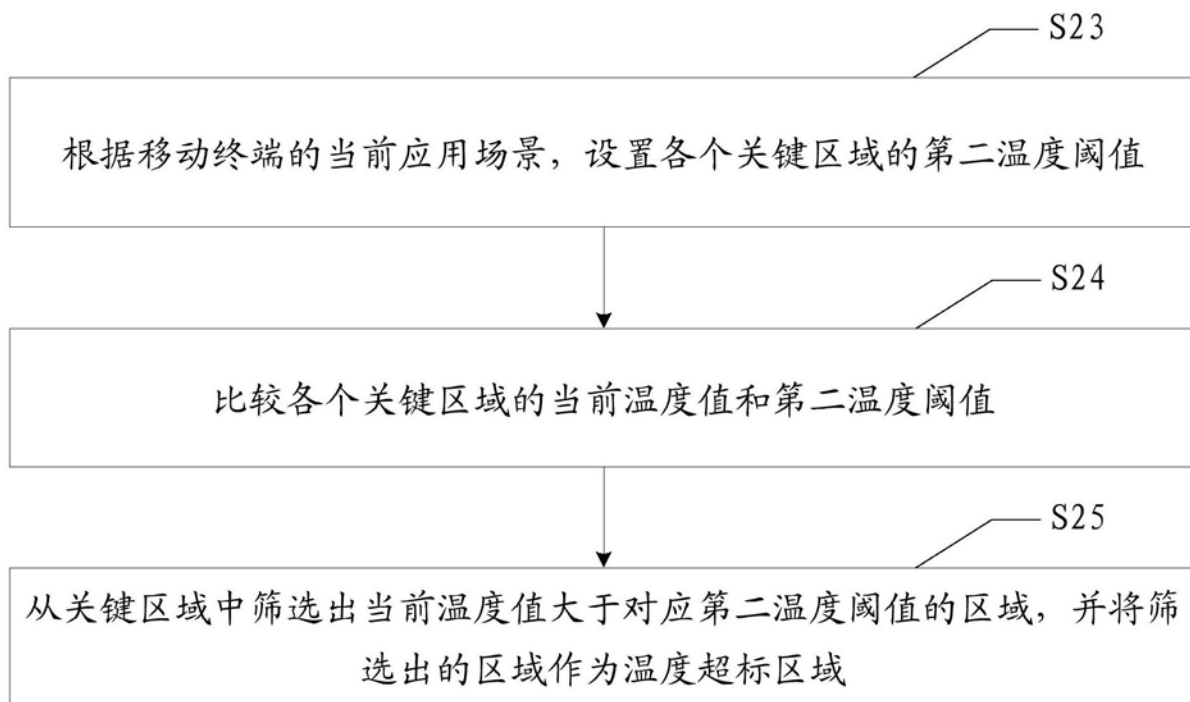 S23
根据移动终端的当前应用场景，设置各个关键区域的第二温度阈值
S24
比较各个关键区域的当前温度值和第二温度阈值
S25
从关键区域中筛选出当前温度值大于对应第二温度阈值的区域，并将筛
选出的区域作为温度超标区域